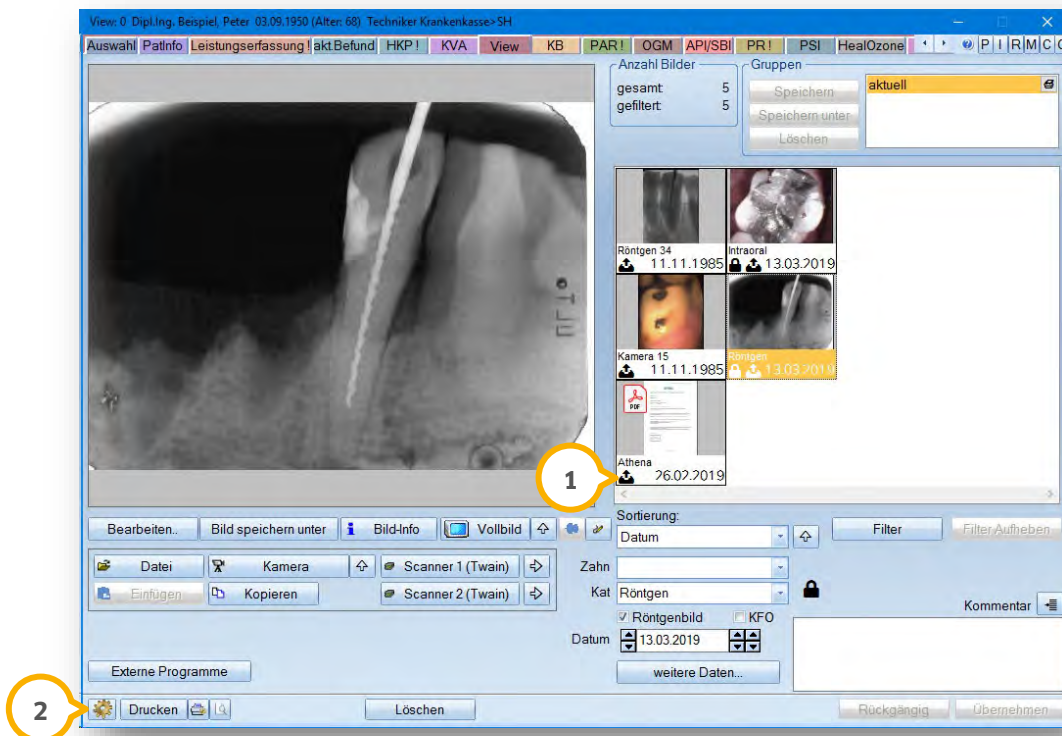 View: 0 Dipl.Ing. Beispiel, Peter 03.09.1950 (Alter: 68) Techniker Krankenkasse>SH
Auswahl PatInfo Leistungserfassung ! akt.Befund HKP ! KVA View KB PAR ! OGM API/SBI PR ! PSI HealOzone P I R M C
Anzahl Bilder
gesamt: 5
gefiltert: 5
Gruppen
Speichern
Speichern unter
Löschen
aktuell
Röntgen 34
11.11.1985
Intraoral
13.03.2019
Kamera 15
11.11.1985
Röntgen
13.03.2019
PDF
Athena
26.02.2019
1
Bearbeiten.. Bild speichern unter i Bild-Info Vollbild
Datei Kamera Scanner 1 (Twain)
Einfügen Kopieren Scanner 2 (Twain)
Externe Programme
Sortierung:
Datum
Filter Filter Aufheben
Zahn
Kat Röntgen
Röntgenbild KFO
Datum 13.03.2019
weitere Daten...
Kommentar
2
Drucken Löschen Rückgängig Übernehmen